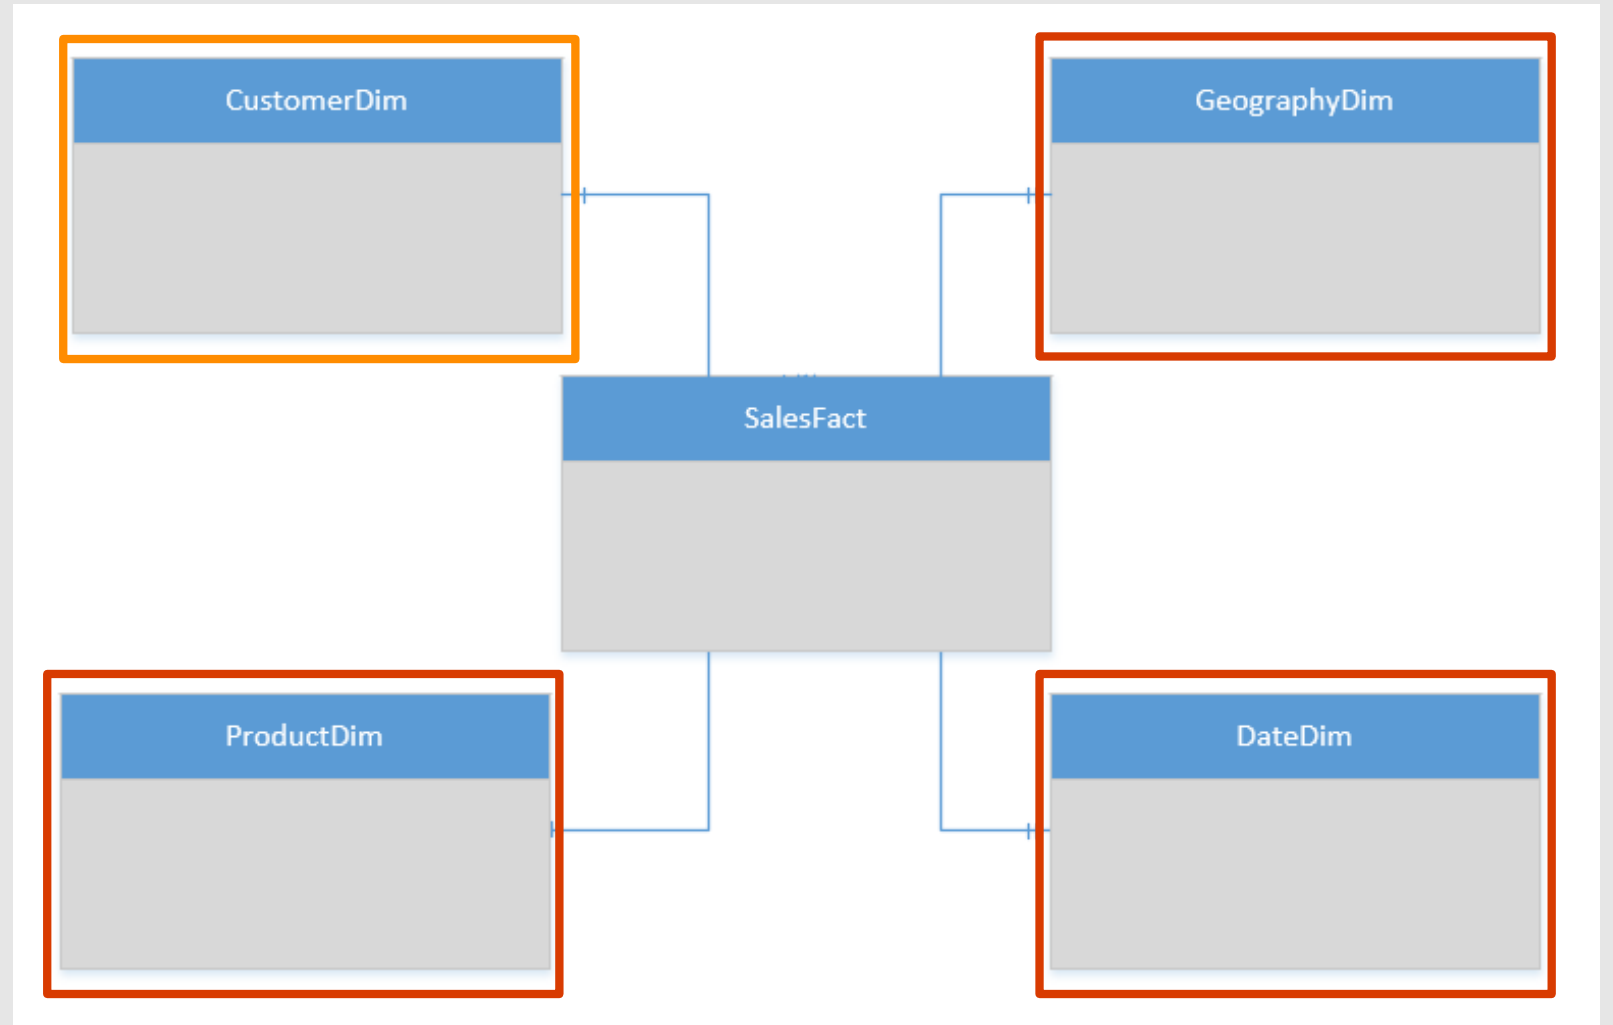 CustomerDim
GeographyDim
SalesFact
ProductDim
DateDim